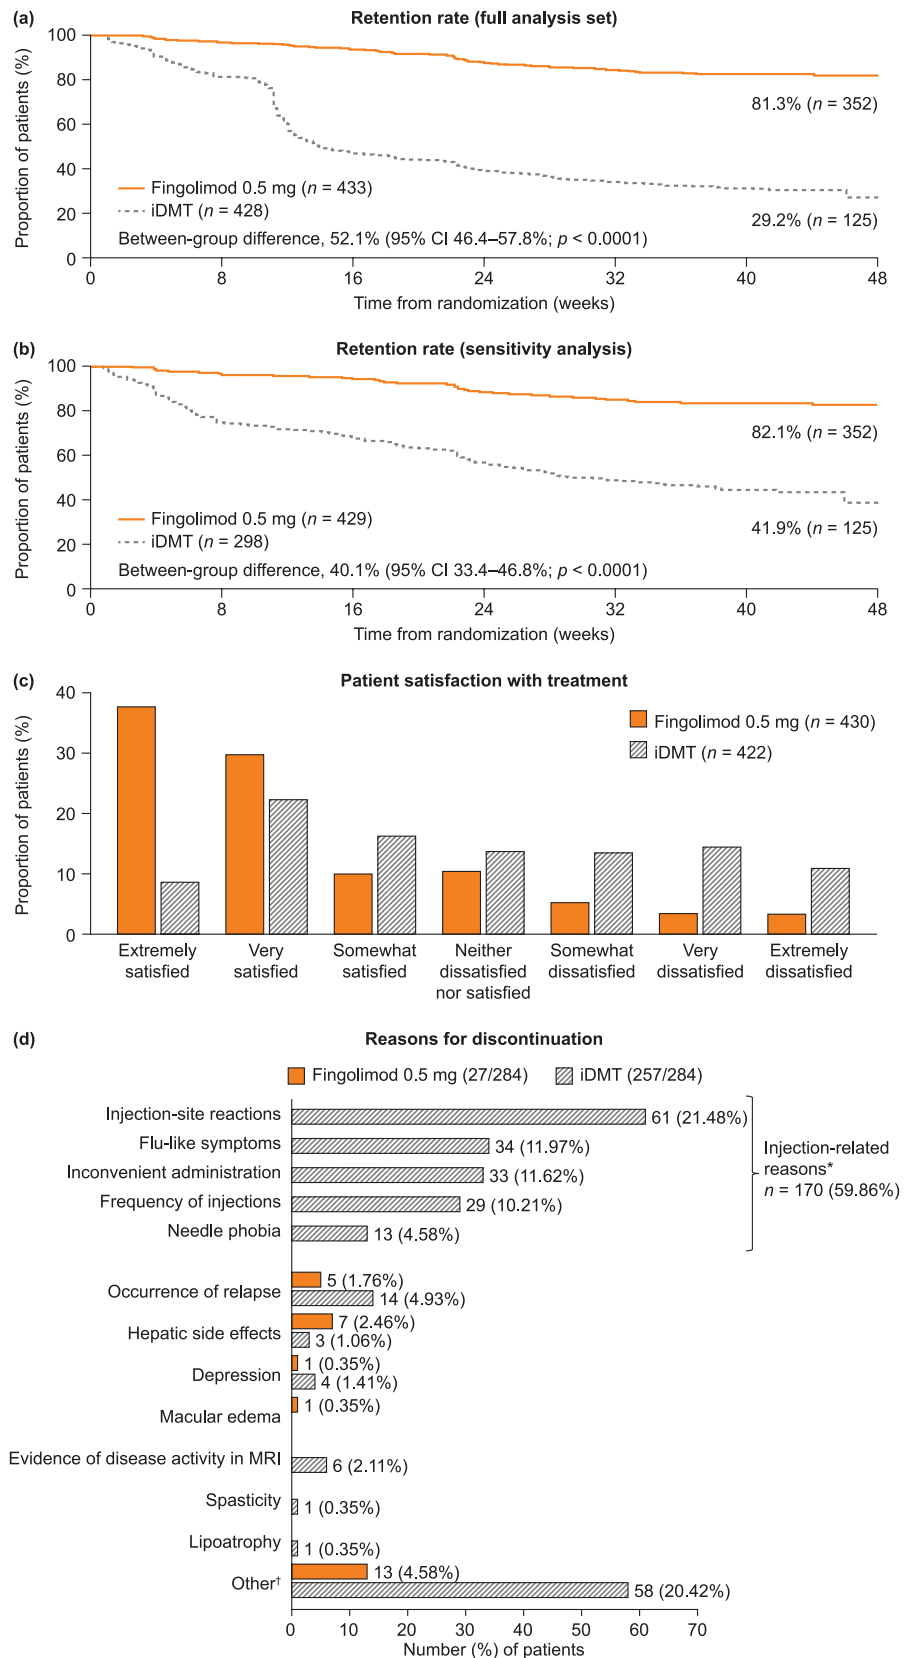 (a) Retention rate (full analysis set)
Proportion of patients (%)
100
80
60
40
20
0
81.3% (n = 352)
Fingolimod 0.5 mg (n = 433)
iDMT (n = 428)
29.2% (n = 125)
Between-group difference, 52.1% (95% CI 46.4–57.8%; p < 0.0001)
0 8 16 24 32 40 48
Time from randomization (weeks)
(b) Retention rate (sensitivity analysis)
Proportion of patients (%)
100
80
60
40
20
0
82.1% (n = 352)
Fingolimod 0.5 mg (n = 429)
iDMT (n = 298)
41.9% (n = 125)
Between-group difference, 40.1% (95% CI 33.4–46.8%; p < 0.0001)
0 8 16 24 32 40 48
Time from randomization (weeks)
(c) Patient satisfaction with treatment
Proportion of patients (%)
40
30
20
10
0
Fingolimod 0.5 mg (n = 430)
iDMT (n = 422)
Extremely
satisfied
Very
satisfied
Somewhat
satisfied
Neither
dissatisfied
nor satisfied
Somewhat
dissatisfied
Very
dissatisfied
Extremely
dissatisfied
(d) Reasons for discontinuation
Fingolimod 0.5 mg (27/284) iDMT (257/284)
Injection-site reactions 61 (21.48%)
Flu-like symptoms 34 (11.97%)
Inconvenient administration 33 (11.62%)
Frequency of injections 29 (10.21%)
Needle phobia 13 (4.58%)
Injection-related
reasons*
n = 170 (59.86%)
Occurrence of relapse
5 (1.76%)
14 (4.93%)
Hepatic side effects
7 (2.46%)
3 (1.06%)
Depression
1 (0.35%)
4 (1.41%)
Macular edema
1 (0.35%)
Evidence of disease activity in MRI 6 (2.11%)
Spasticity 1 (0.35%)
Lipoatrophy 1 (0.35%)
Other†
13 (4.58%)
58 (20.42%)
0 10 20 30 40 50 60 70
Number (%) of patients